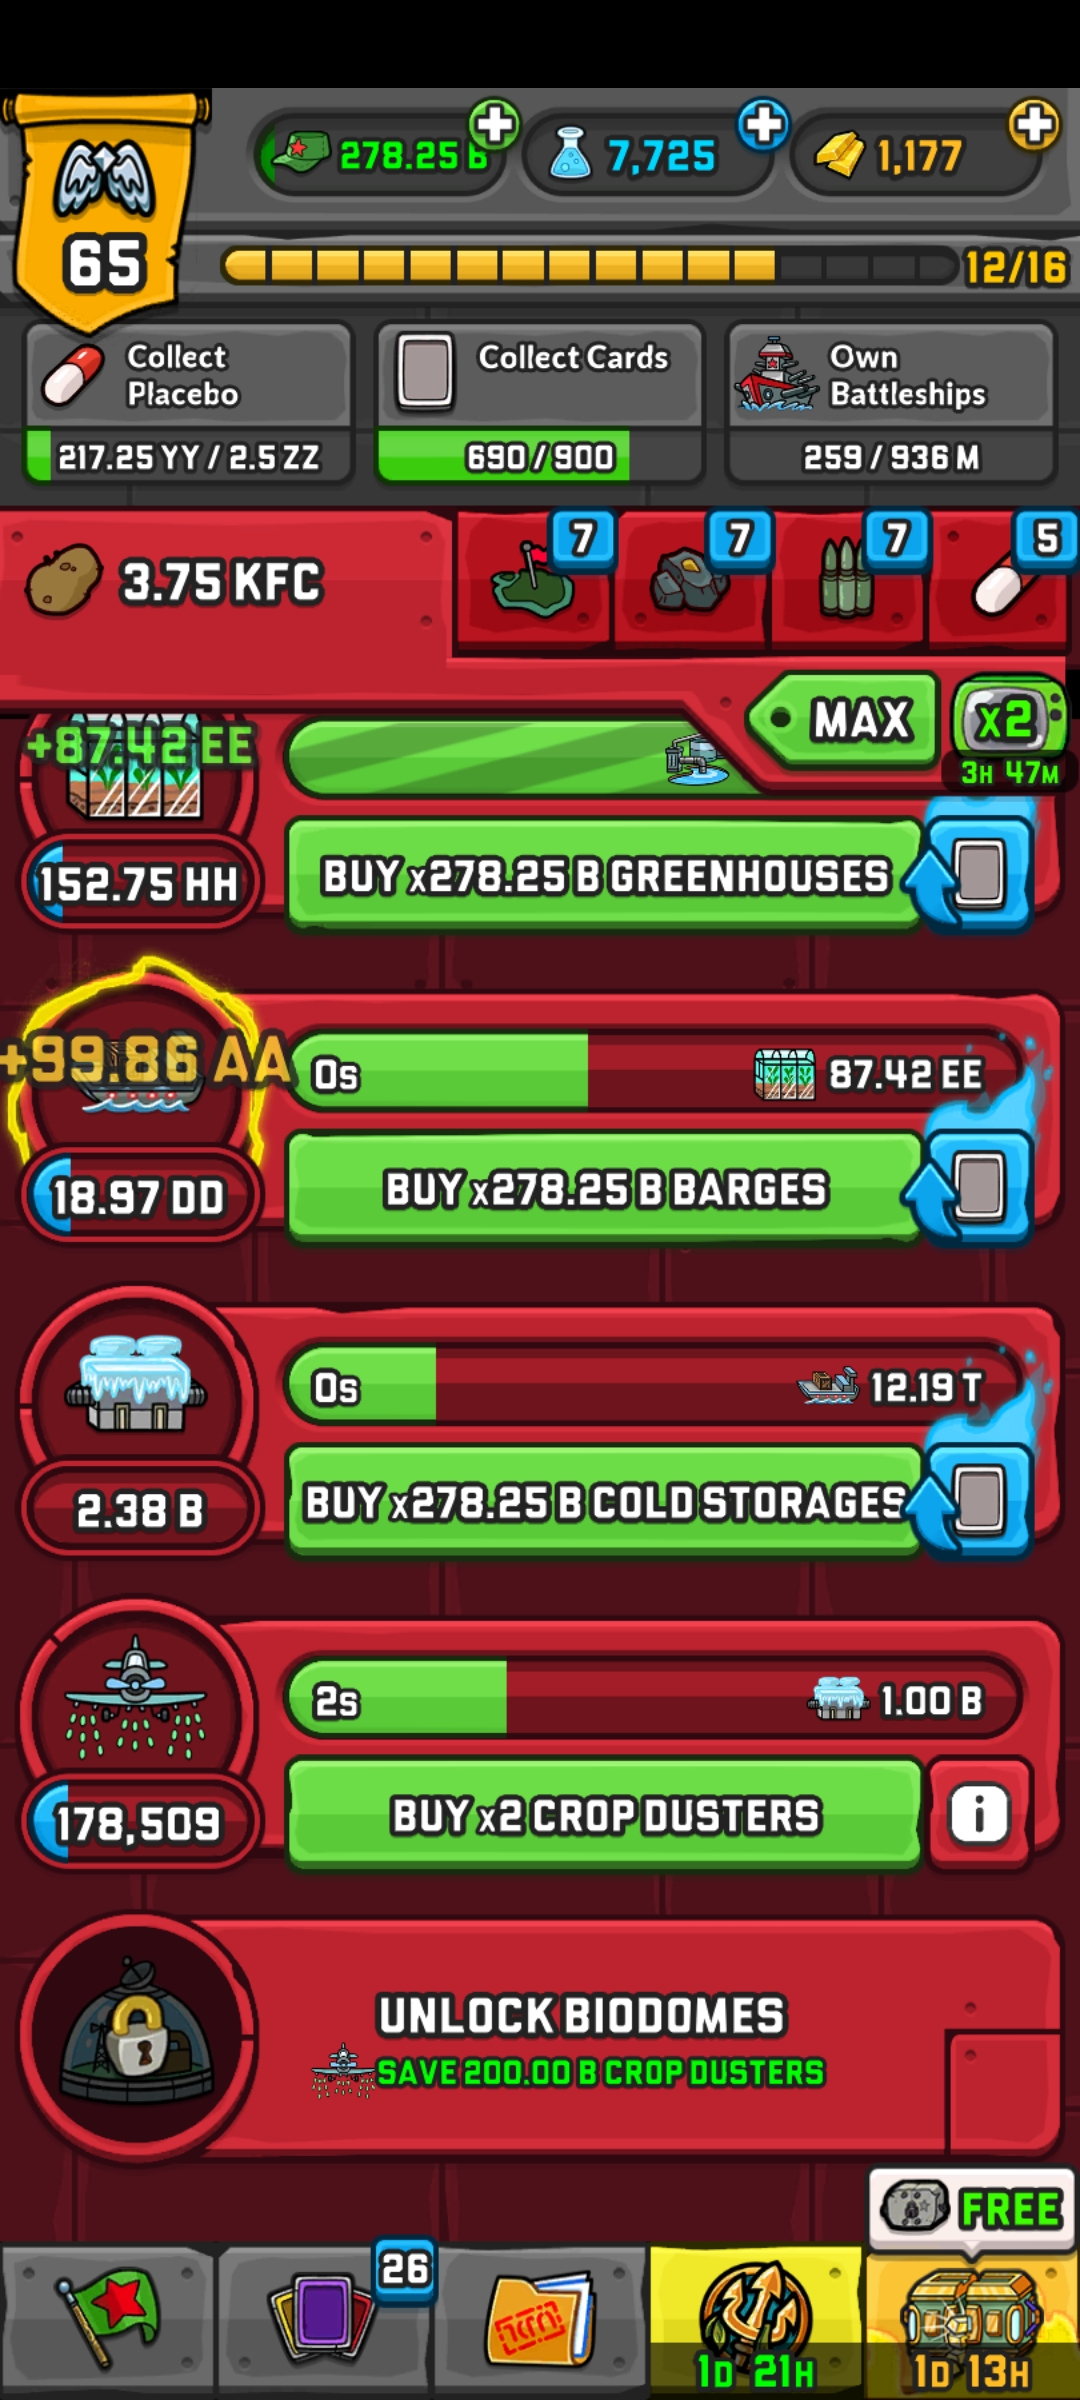 278.25 B
7,725
1,177
65
12/16
Collect
Placebo
217.25 YY / 2.5 ZZ
Collect Cards
690 / 900
Own
Battleships
259 / 936 M
3.75 KFC
7
7
7
5
MAX
x2
3H 47M
+87.42 EE
152.75 HH
BUY x278.25 B GREENHOUSES
+99.86 AA
0s
87.42 EE
18.97 DD
BUY x278.25 B BARGES
0s
12.19 T
2.38 B
BUY x278.25 B COLD STORAGES
2s
1.00 B
178,509
BUY x2 CROP DUSTERS
i
UNLOCK BIODOMES
SAVE 200.00 B CROP DUSTERS
FREE
26
1D 21H
1D 13H